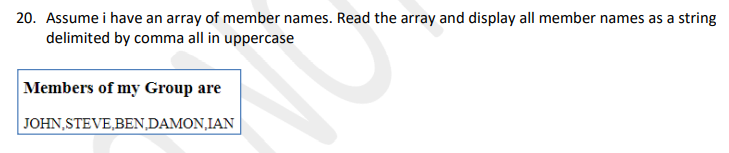 20. Assume i have an array of member names. Read the array and display all member names as a string
delimited by comma all in uppercase
Members of my Group are
JOHN,STEVE,BEN,DAMON,IAN